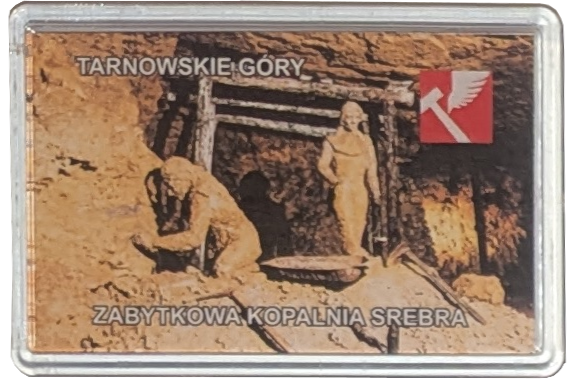 TARNOWSKIE GÓRY
ZABYTKOWA KOPALNIA SREBRA